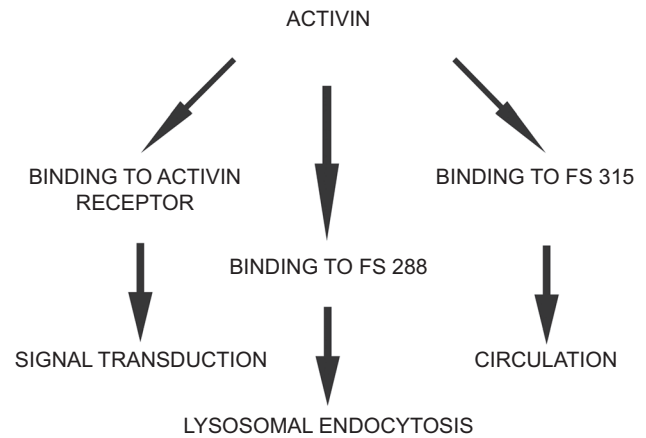 ACTIVIN
BINDING TO ACTIVIN
RECEPTOR
BINDING TO FS 315
BINDING TO FS 288
SIGNAL TRANSDUCTION
CIRCULATION
LYSOSOMAL ENDOCYTOSIS